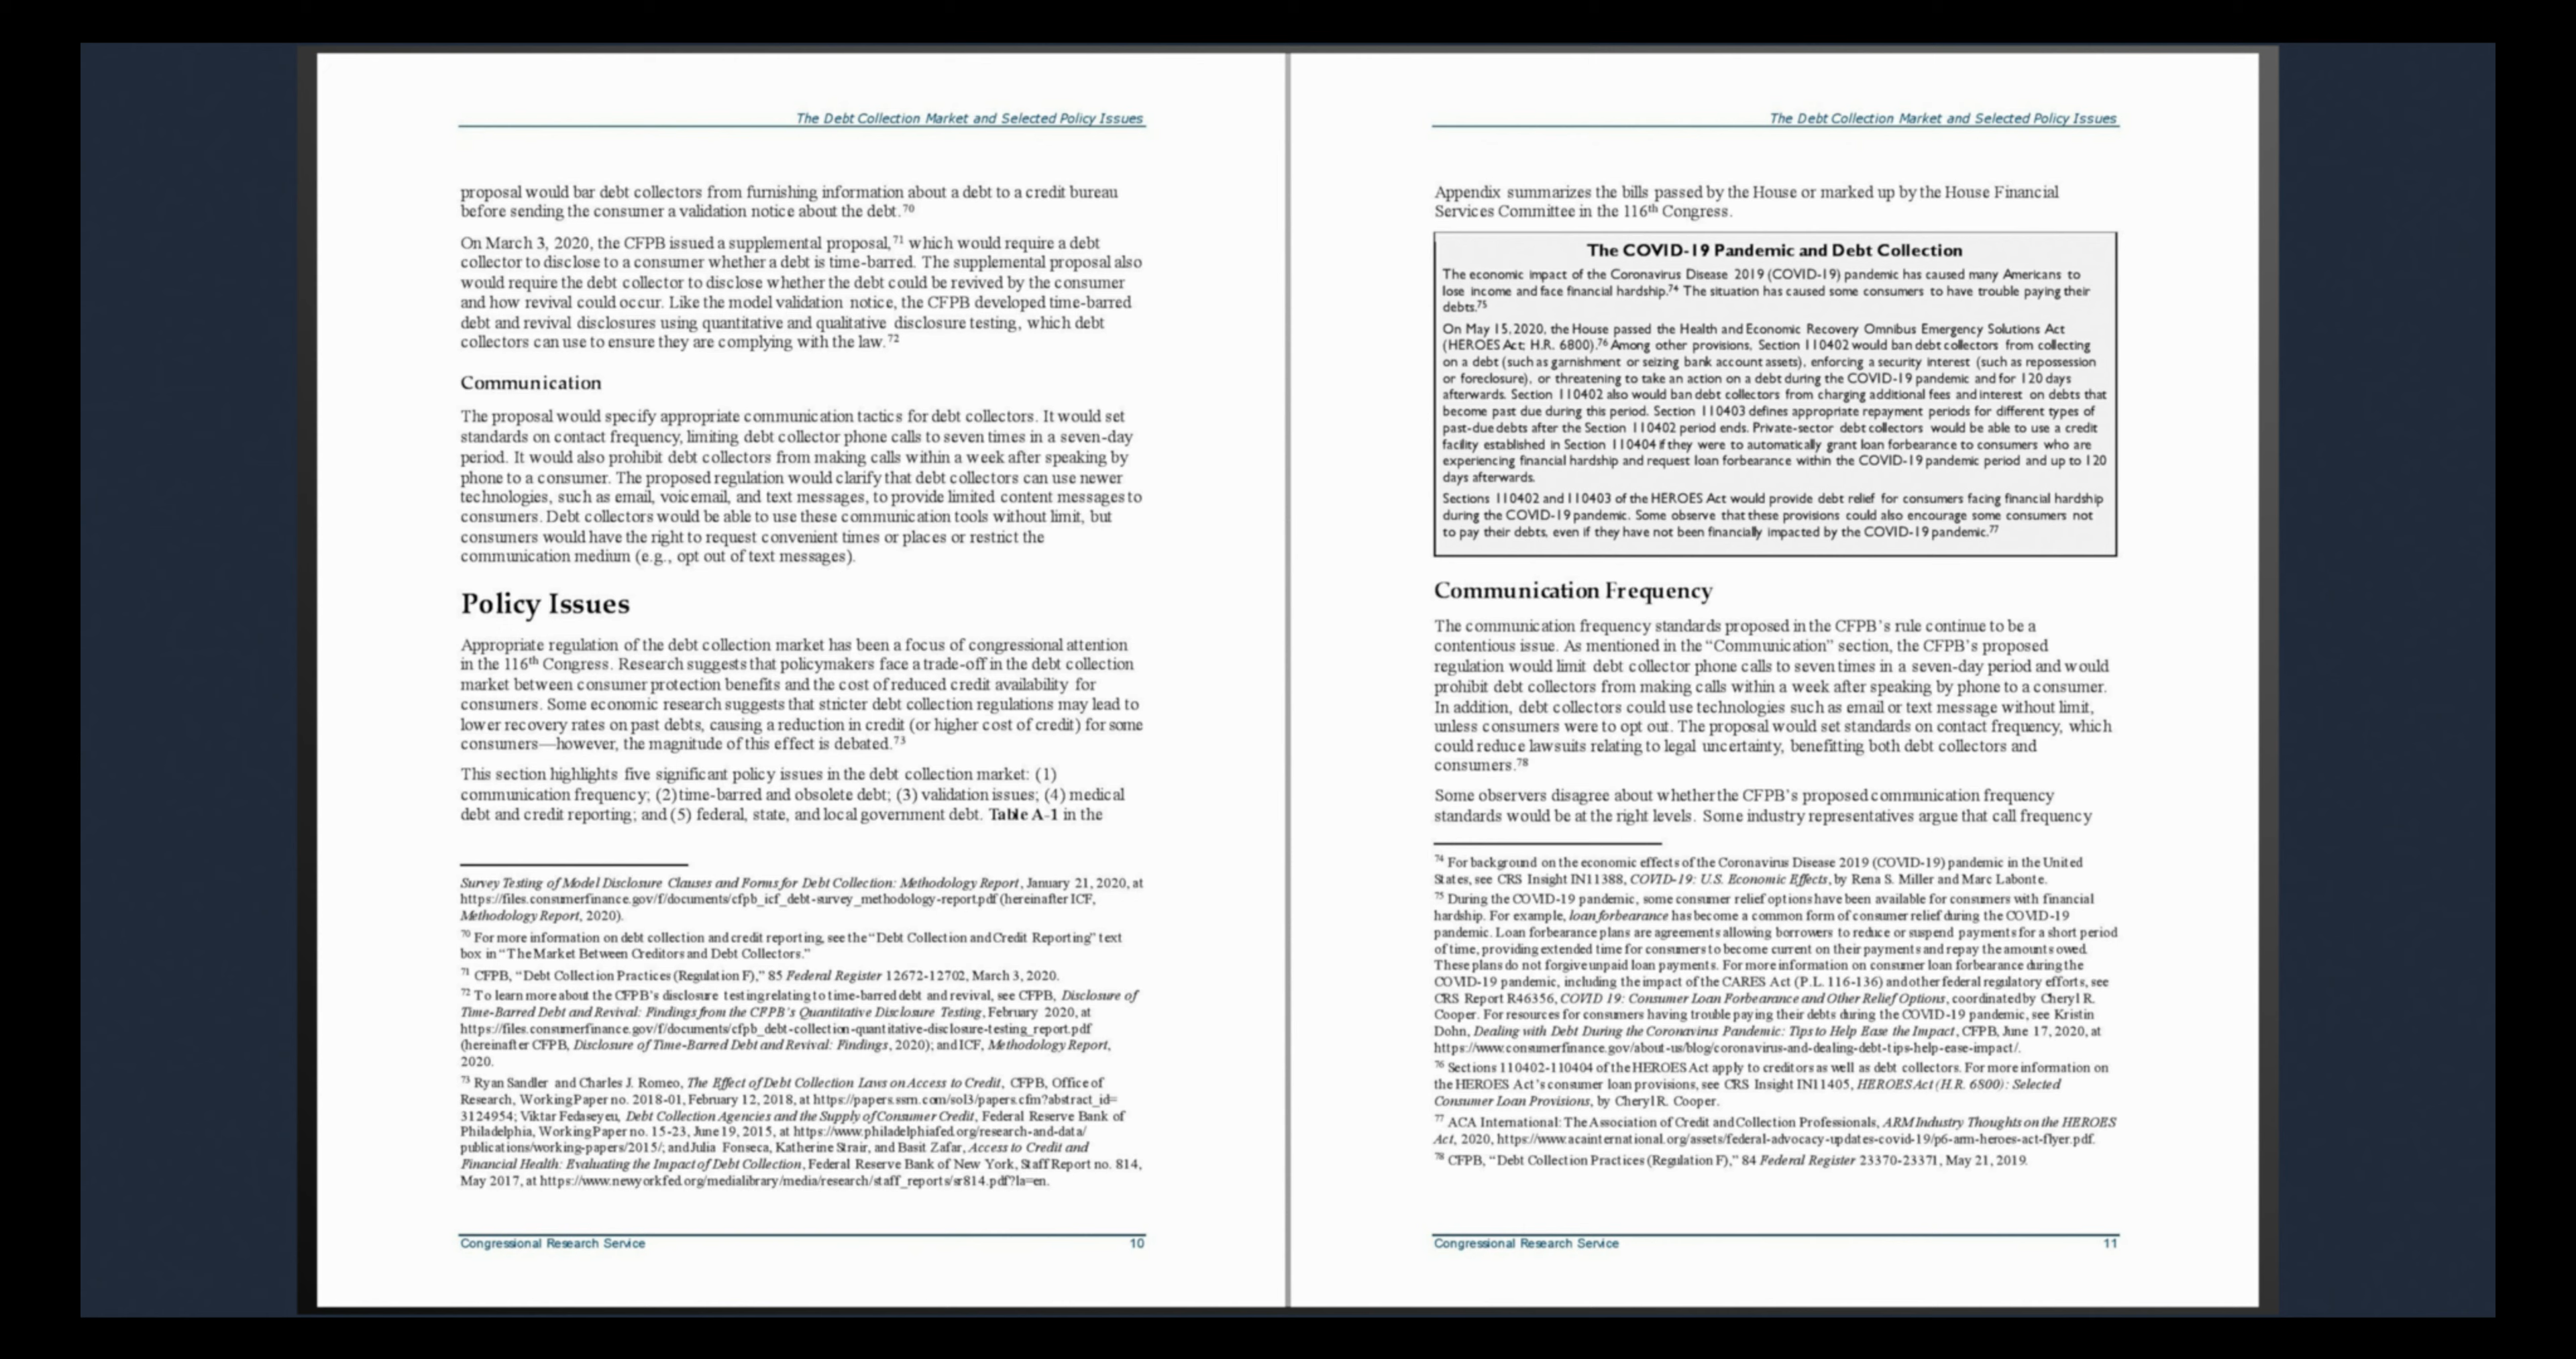 The Debt Collection Market and Selected Policy Issues
proposal would bar debt collectors from furnishing information about a debt to a credit bureau
before sending the consumer a validation notice about the debt.70
On March 3, 2020, the CFPB issued a supplemental proposal,71 which would require a debt
collector to disclose to a consumer whether a debt is time-barred. The supplemental proposal also
would require the debt collector to disclose whether the debt could be revived by the consumer
and how revival could occur. Like the model validation notice, the CFPB developed time-barred
debt and revival disclosures using quantitative and qualitative disclosure testing, which debt
collectors can use to ensure they are complying with the law.72
Communication
The proposal would specify appropriate communication tactics for debt collectors. It would set
standards on contact frequency, limiting debt collector phone calls to seven times in a seven-day
period. It would also prohibit debt collectors from making calls within a week after speaking by
phone to a consumer. The proposed regulation would clarify that debt collectors can use newer
technologies, such as email, voicemail, and text messages, to provide limited content messages to
consumers. Debt collectors would be able to use these communication tools without limit, but
consumers would have the right to request convenient times or places or restrict the
communication medium (e.g., opt out of text messages).
Policy Issues
Appropriate regulation of the debt collection market has been a focus of congressional attention
in the 116th Congress. Research suggests that policymakers face a trade-off in the debt collection
market between consumer protection benefits and the cost of reduced credit availability for
consumers. Some economic research suggests that stricter debt collection regulations may lead to
lower recovery rates on past debts, causing a reduction in credit (or higher cost of credit) for some
consumers—however, the magnitude of this effect is debated.73
This section highlights five significant policy issues in the debt collection market: (1)
communication frequency; (2) time-barred and obsolete debt; (3) validation issues; (4) medical
debt and credit reporting; and (5) federal, state, and local government debt. Table A-1 in the
Survey Testing of Model Disclosure Clauses and Forms for Debt Collection: Methodology Report, January 21, 2020, at
https://files.consumerfinance.gov/f/documents/cfpb_icf_debt-survey_methodology-report.pdf (hereinafter ICF,
Methodology Report, 2020).
70 For more information on debt collection and credit reporting, see the "Debt Collection and Credit Reporting" text
box in "The Market Between Creditors and Debt Collectors."
71 CFPB, "Debt Collection Practices (Regulation F)," 85 Federal Register 12672-12702, March 3, 2020.
72 To learn more about the CFPB's disclosure testing relating to time-barred debt and revival, see CFPB, Disclosure of
Time-Barred Debt and Revival: Findings from the CFPB's Quantitative Disclosure Testing, February 2020, at
https://files.consumerfinance.gov/f/documents/cfpb_debt-collection-quantitative-disclosure-testing_report.pdf
(hereinafter CFPB, Disclosure of Time-Barred Debt and Revival: Findings, 2020); and ICF, Methodology Report,
2020.
73 Ryan Sandler and Charles J. Romeo, The Effect of Debt Collection Laws on Access to Credit, CFPB, Office of
Research, Working Paper no. 2018-01, February 12, 2018, at https://papers.ssrn.com/sol3/papers.cfm?abstract_id=
3124954; Viktar Fedaseyeu, Debt Collection Agencies and the Supply of Consumer Credit, Federal Reserve Bank of
Philadelphia, Working Paper no. 15-23, June 19, 2015, at https://www.philadelphiafed.org/research-and-data/
publications/working-papers/2015/; and Julia Fonseca, Katherine Strair, and Basit Zafar, Access to Credit and
Financial Health: Evaluating the Impact of Debt Collection, Federal Reserve Bank of New York, Staff Report no. 814,
May 2017, at https://www.newyorkfed.org/medialibrary/media/research/staff_reports/sr814.pdf?la=en.
Congressional Research Service 10
The Debt Collection Market and Selected Policy Issues
Appendix summarizes the bills passed by the House or marked up by the House Financial
Services Committee in the 116th Congress.
The COVID-19 Pandemic and Debt Collection
The economic impact of the Coronavirus Disease 2019 (COVID-19) pandemic has caused many Americans to
lose income and face financial hardship.74 The situation has caused some consumers to have trouble paying their
debts.75
On May 15, 2020, the House passed the Health and Economic Recovery Omnibus Emergency Solutions Act
(HEROES Act; H.R. 6800).76 Among other provisions, Section 110402 would ban debt collectors from collecting
on a debt (such as garnishment or seizing bank account assets), enforcing a security interest (such as repossession
or foreclosure), or threatening to take an action on a debt during the COVID-19 pandemic and for 120 days
afterwards. Section 110402 also would ban debt collectors from charging additional fees and interest on debts that
become past due during this period. Section 110403 defines appropriate repayment periods for different types of
past-due debts after the Section 110402 period ends. Private-sector debt collectors would be able to use a credit
facility established in Section 110404 if they were to automatically grant loan forbearance to consumers who are
experiencing financial hardship and request loan forbearance within the COVID-19 pandemic period and up to 120
days afterwards.
Sections 110402 and 110403 of the HEROES Act would provide debt relief for consumers facing financial hardship
during the COVID-19 pandemic. Some observe that these provisions could also encourage some consumers not
to pay their debts, even if they have not been financially impacted by the COVID-19 pandemic.77
Communication Frequency
The communication frequency standards proposed in the CFPB's rule continue to be a
contentious issue. As mentioned in the "Communication" section, the CFPB's proposed
regulation would limit debt collector phone calls to seven times in a seven-day period and would
prohibit debt collectors from making calls within a week after speaking by phone to a consumer.
In addition, debt collectors could use technologies such as email or text message without limit,
unless consumers were to opt out. The proposal would set standards on contact frequency, which
could reduce lawsuits relating to legal uncertainty, benefitting both debt collectors and
consumers.78
Some observers disagree about whether the CFPB's proposed communication frequency
standards would be at the right levels. Some industry representatives argue that call frequency
74 For background on the economic effects of the Coronavirus Disease 2019 (COVID-19) pandemic in the United
States, see CRS Insight IN11388, COVID-19: U.S. Economic Effects, by Rena S. Miller and Marc Labonte.
75 During the COVID-19 pandemic, some consumer relief options have been available for consumers with financial
hardship. For example, loan forbearance has become a common form of consumer relief during the COVID-19
pandemic. Loan forbearance plans are agreements allowing borrowers to reduce or suspend payments for a short period
of time, providing extended time for consumers to become current on their payments and repay the amounts owed.
These plans do not forgive unpaid loan payments. For more information on consumer loan forbearance during the
COVID-19 pandemic, including the impact of the CARES Act (P.L. 116-136) and other federal regulatory efforts, see
CRS Report R46356, COVID 19: Consumer Loan Forbearance and Other Relief Options, coordinated by Cheryl R.
Cooper. For resources for consumers having trouble paying their debts during the COVID-19 pandemic, see Kristin
Dohn, Dealing with Debt During the Coronavirus Pandemic: Tips to Help Ease the Impact, CFPB, June 17, 2020, at
https://www.consumerfinance.gov/about-us/blog/coronavirus-and-dealing-debt-tips-help-ease-impact/.
76 Sections 110402-110404 of the HEROES Act apply to creditors as well as debt collectors. For more information on
the HEROES Act's consumer loan provisions, see CRS Insight IN11405, HEROES Act (H.R. 6800): Selected
Consumer Loan Provisions, by Cheryl R. Cooper.
77 ACA International: The Association of Credit and Collection Professionals, ARM Industry Thoughts on the HEROES
Act, 2020, https://www.acainternational.org/assets/federal-advocacy-updates-covid-19/p6-arm-heroes-act-flyer.pdf.
78 CFPB, "Debt Collection Practices (Regulation F)," 84 Federal Register 23370-23371, May 21, 2019.
Congressional Research Service 11